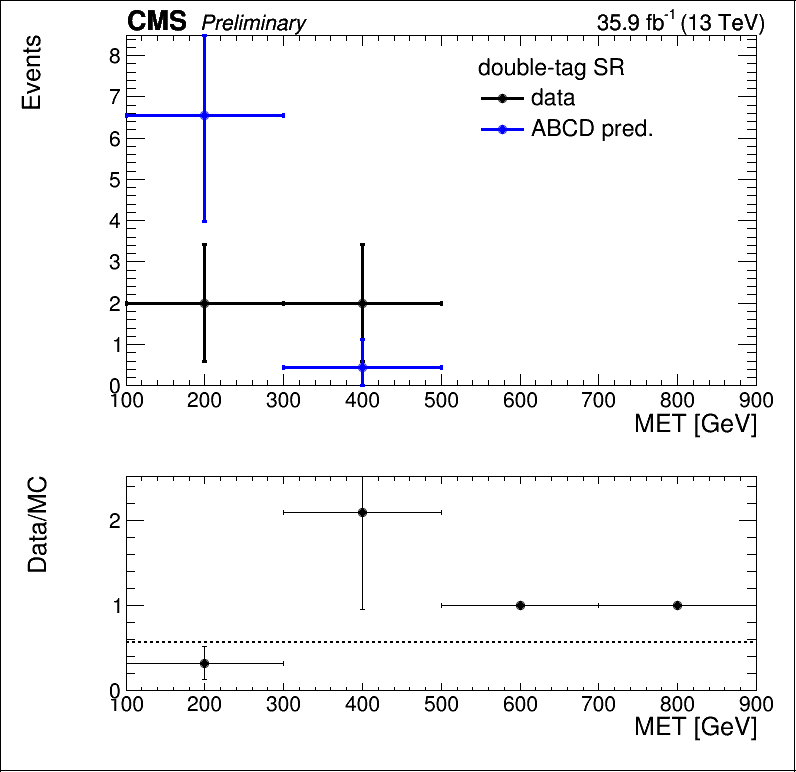 CMS Preliminary 35.9 fb⁻¹ (13 TeV)
Events
double-tag SR
data
ABCD pred.
8
7
6
5
4
3
2
1
0
100 200 300 400 500 600 700 800 900
MET [GeV]
Data/MC
2
1
0
100 200 300 400 500 600 700 800 900
MET [GeV]